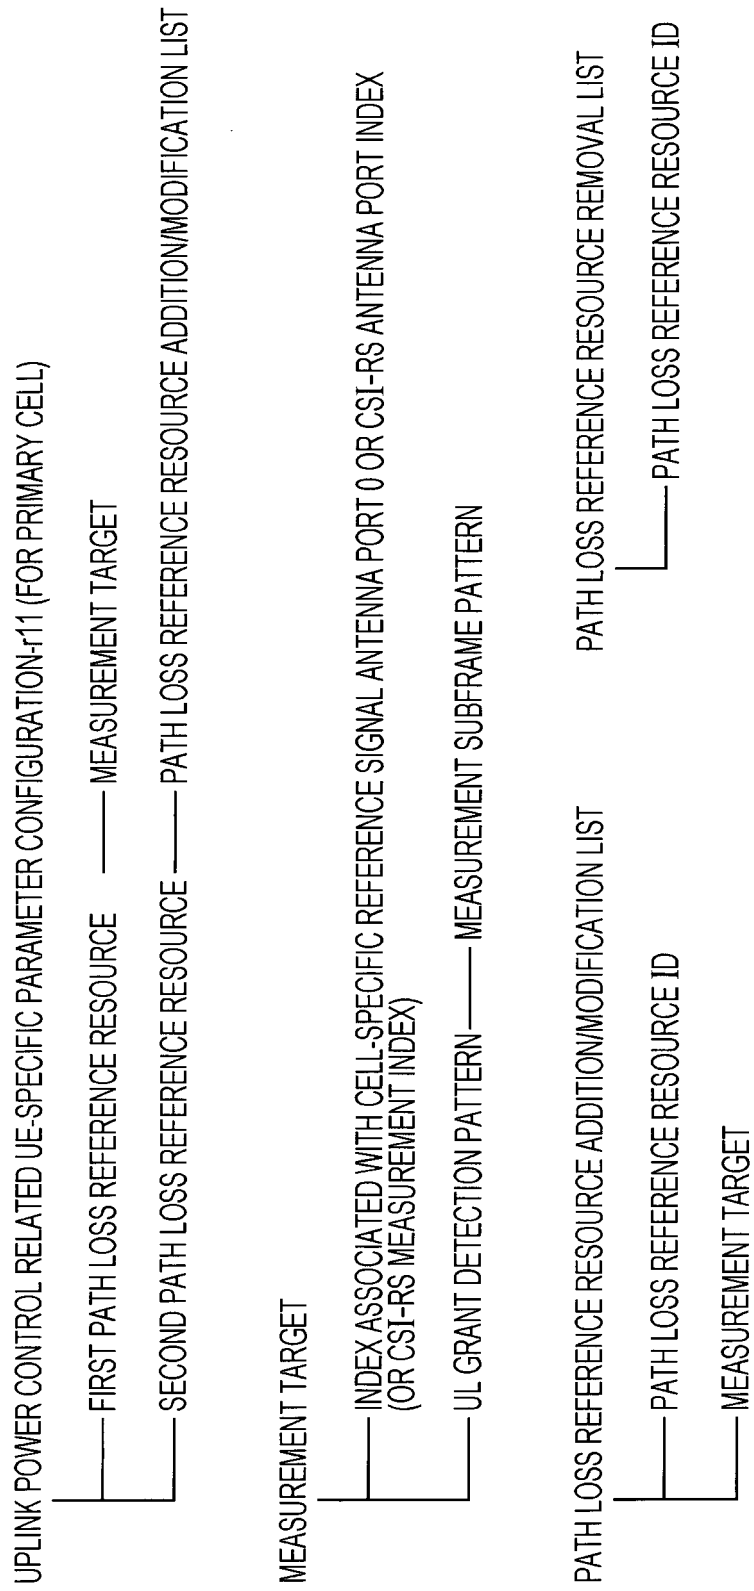 UPLINK POWER CONTROL RELATED UE-SPECIFIC PARAMETER CONFIGURATION-r11 (FOR PRIMARY CELL)
FIRST PATH LOSS REFERENCE RESOURCE
MEASUREMENT TARGET
SECOND PATH LOSS REFERENCE RESOURCE
PATH LOSS REFERENCE RESOURCE ADDITION/MODIFICATION LIST
MEASUREMENT TARGET
INDEX ASSOCIATED WITH CELL-SPECIFIC REFERENCE SIGNAL ANTENNA PORT 0 OR CSI-RS ANTENNA PORT INDEX
(OR CSI-RS MEASUREMENT INDEX)
UL GRANT DETECTION PATTERN
MEASUREMENT SUBFRAME PATTERN
PATH LOSS REFERENCE RESOURCE ADDITION/MODIFICATION LIST
PATH LOSS REFERENCE RESOURCE ID
MEASUREMENT TARGET
PATH LOSS REFERENCE RESOURCE REMOVAL LIST
PATH LOSS REFERENCE RESOURCE ID